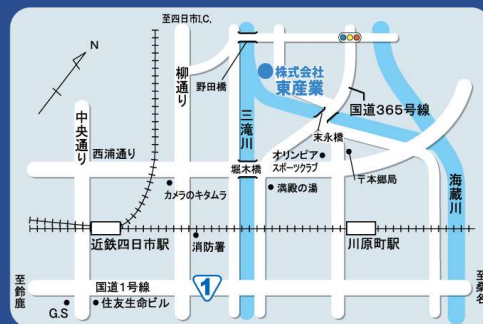 至四日市I.C.
N
柳通り
野田橋
株式会社
東産業
国道365号線
中央通り
三滝川
末永橋
西浦通り
オリンピア
スポーツクラブ
〒本郷局
堀木橋
海蔵川
カメラのキタムラ
満殿の湯
近鉄四日市駅
消防署
川原町駅
至鈴鹿
国道1号線
1
至桑名
G.S
住友生命ビル